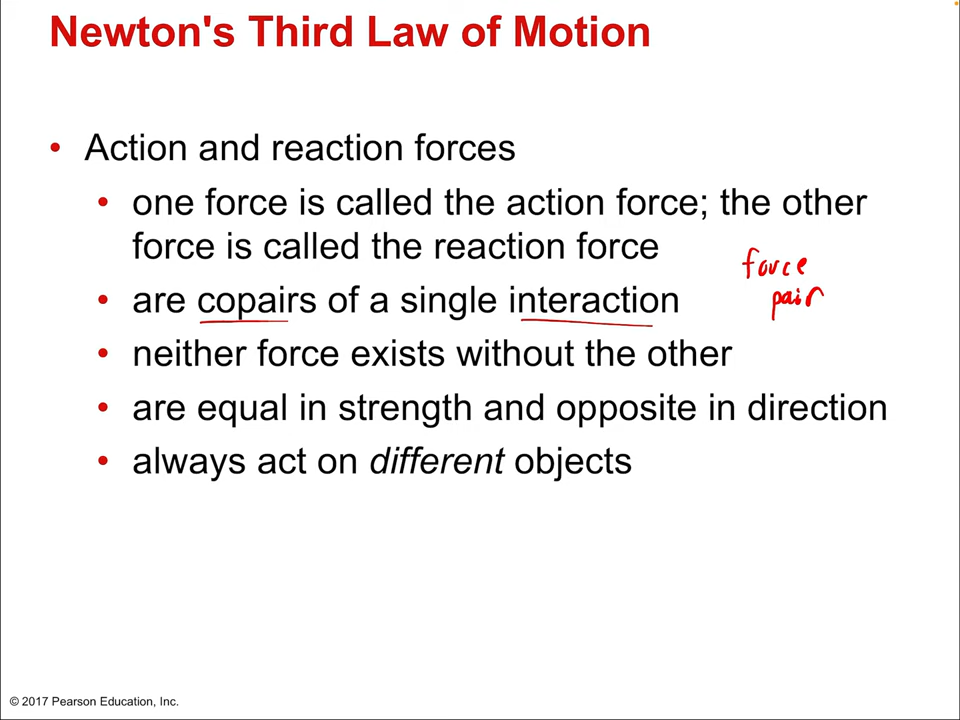 Newton's Third Law of Motion
• Action and reaction forces
• one force is called the action force; the other
force is called the reaction force
force
• are copairs of a single interaction
pair
• neither force exists without the other
• are equal in strength and opposite in direction
• always act on different objects
© 2017 Pearson Education, Inc.